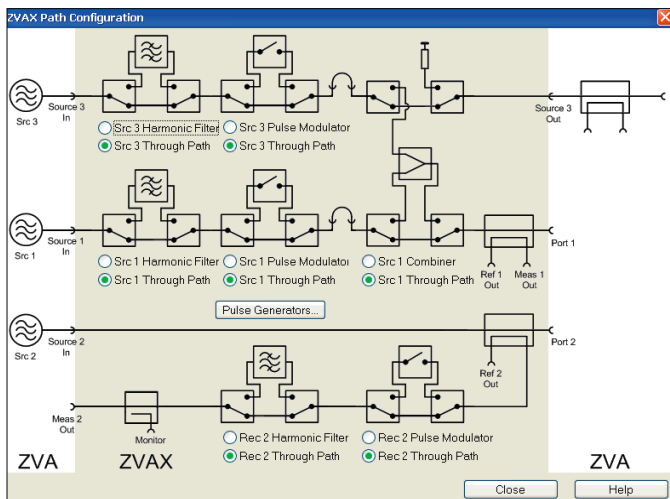 ZVAX Path Configuration
Src 3
Source 3
In
Src 3 Harmonic Filter
Src 3 Pulse Modulator
Src 3 Through Path
Src 3 Through Path
Source 3
Out
Src 1
Source 1
In
Src 1 Harmonic Filter
Src 1 Pulse Modulator
Src 1 Combiner
Src 1 Through Path
Src 1 Through Path
Src 1 Through Path
Ref 1
Out
Meas 1
Out
Port 1
Pulse Generators...
Src 2
Source 2
In
Ref 2
Out
Port 2
Meas 2
Out
Monitor
Rec 2 Harmonic Filter
Rec 2 Pulse Modulator
Rec 2 Through Path
Rec 2 Through Path
ZVA
ZVAX
ZVA
Close
Help